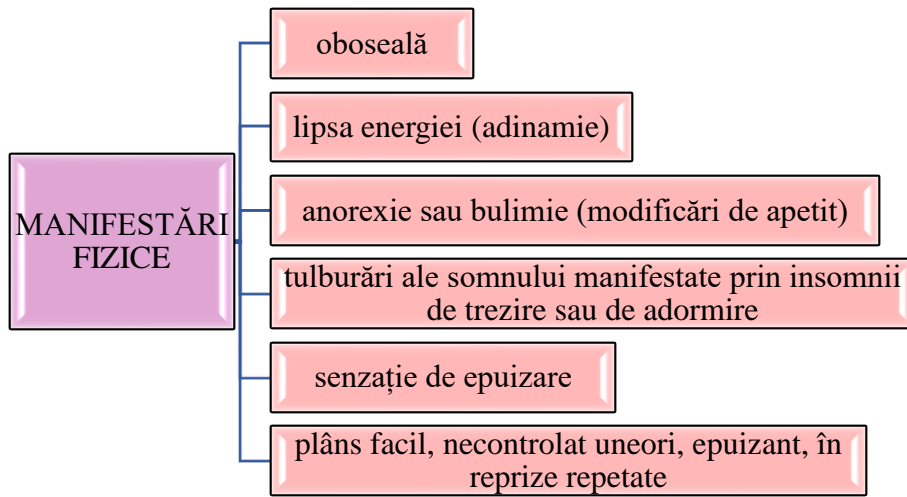 MANIFESTĂRI
FIZICE
oboseală
lipsa energiei (adinamie)
anorexie sau bulimie (modificări de apetit)
tulburări ale somnului manifestate prin insomnii
de trezire sau de adormire
senzație de epuizare
plâns facil, necontrolat uneori, epuizant, în
reprize repetate